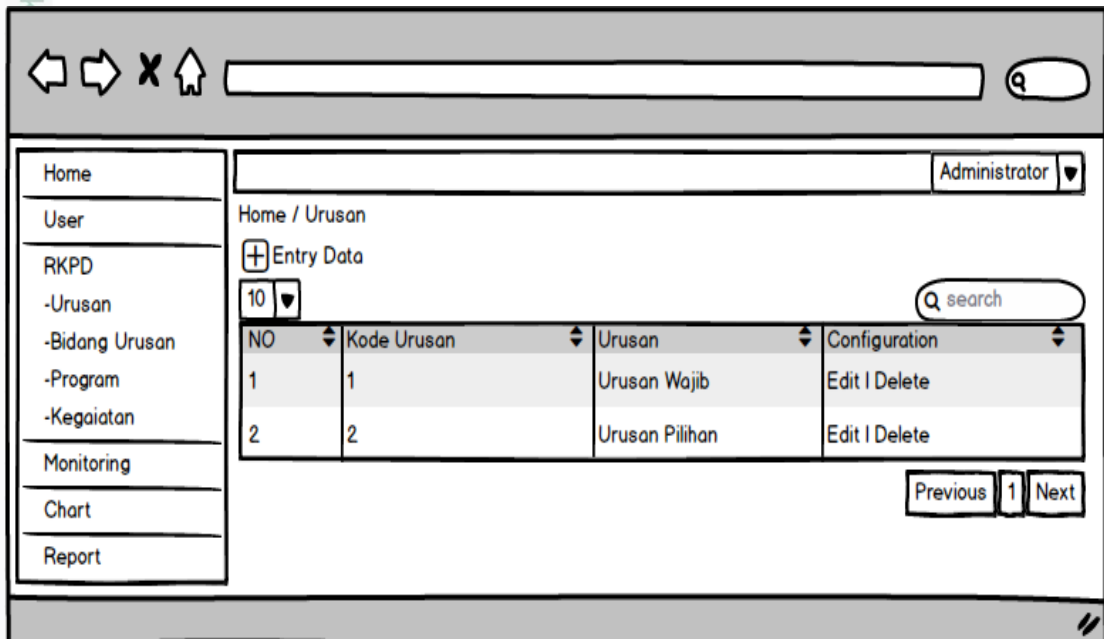 Home
User
RKPD
-Urusan
-Bidang Urusan
-Program
-Kegaiatan
Monitoring
Chart
Report
Administrator
Home / Urusan
Entry Data
10
search
NO Kode Urusan Urusan Configuration
1 1 Urusan Wajib Edit | Delete
2 2 Urusan Pilihan Edit | Delete
Previous 1 Next